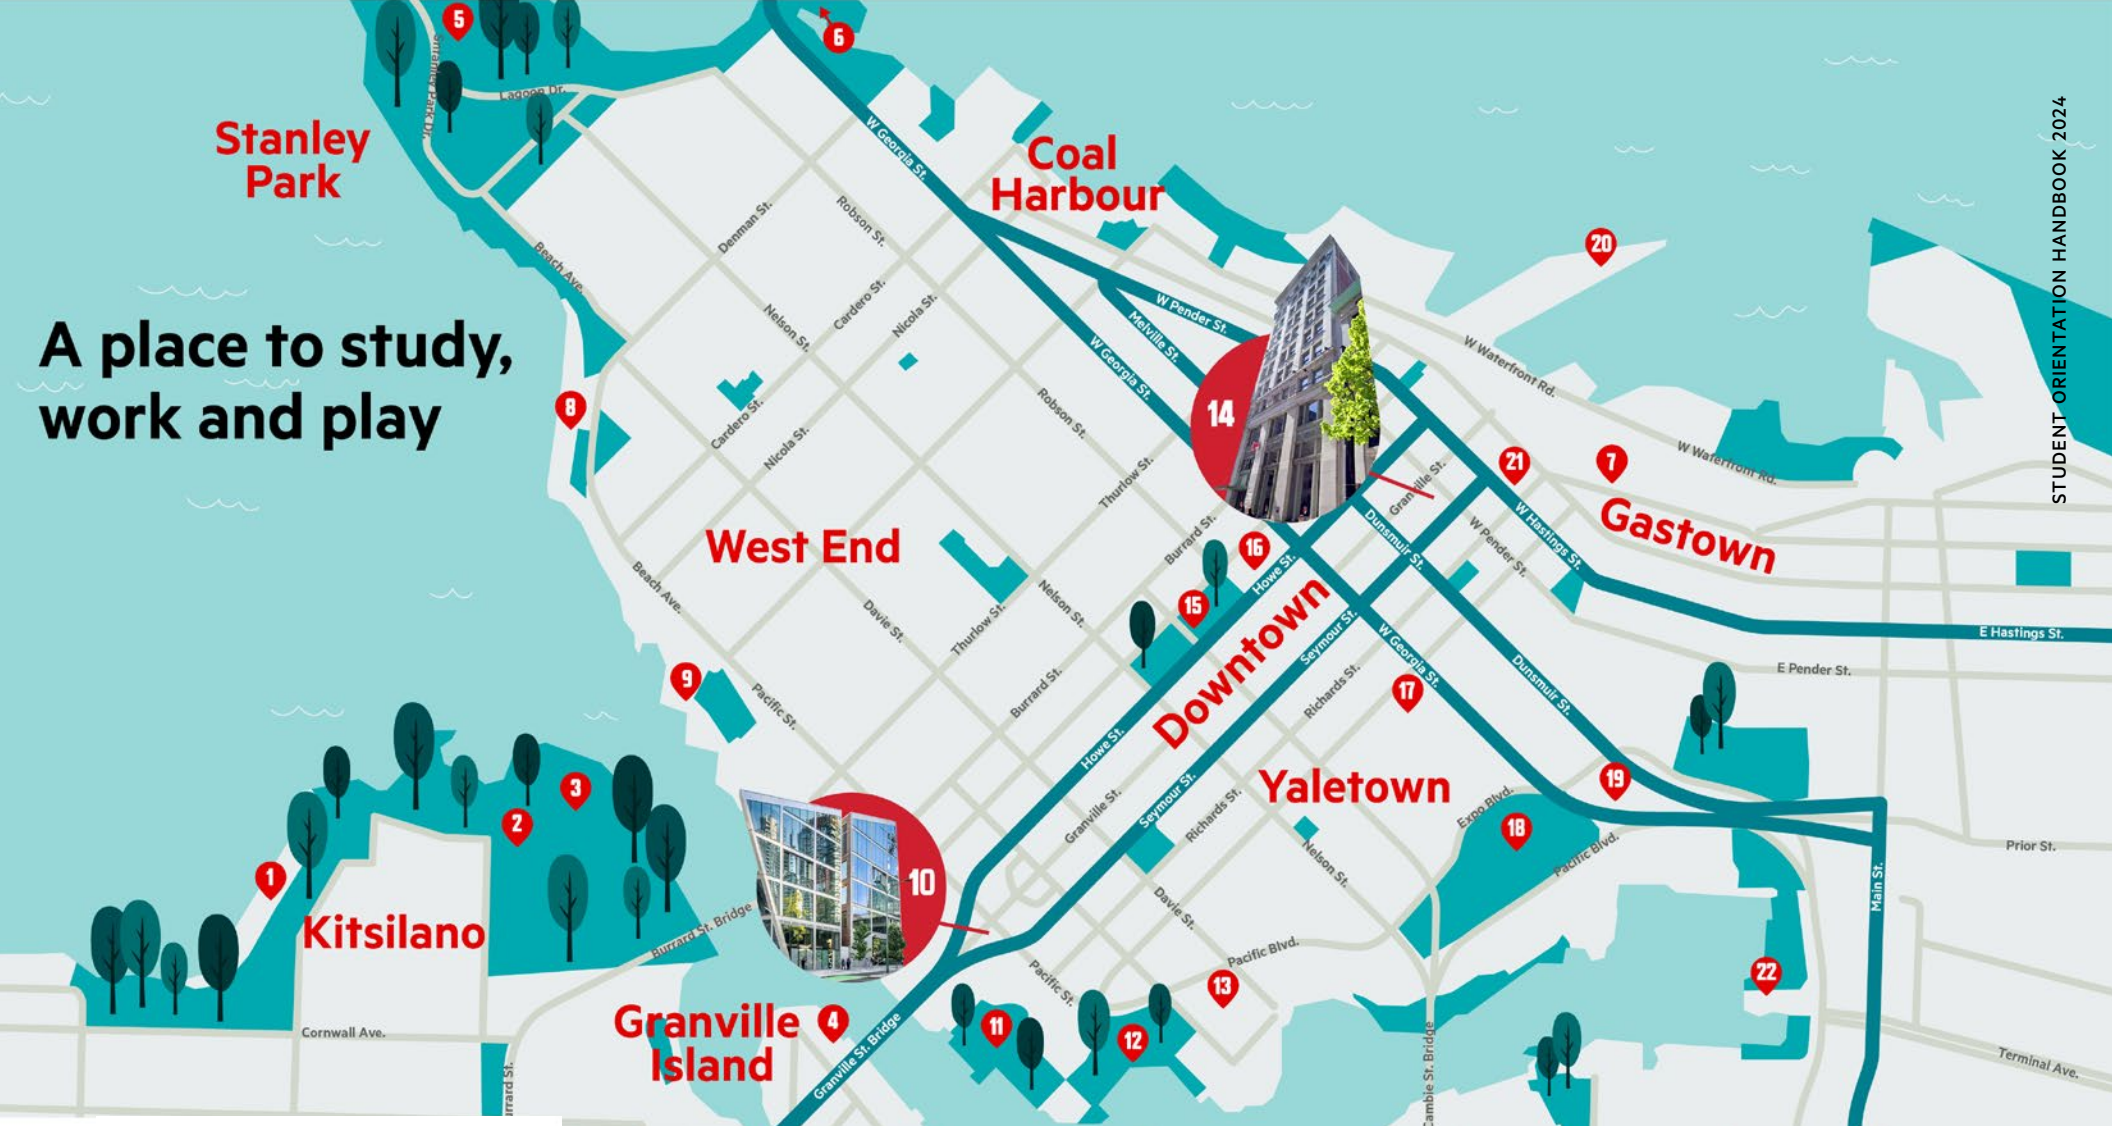 5
6
Stanley Park Dr.
Lagoon Dr.
Stanley
Park
W Georgia St.
Coal
Harbour
STUDENT ORIENTATION HANDBOOK 2024
Denman St.
Robson St.
Beach Ave.
20
A place to study,
work and play
Nelson St.
Cardero St.
Nicola St.
W Pender St.
Melville St.
W Georgia St.
W Waterfront Rd.
8
Cardero St.
Nicola St.
Robson St.
14
Thurlow St.
Granville St.
21
7
W Waterfront Rd.
Gastown
West End
Burrard St.
16
Dunsmuir St.
W Pender St.
W Hastings St.
Beach Ave.
Davie St.
Thurlow St.
Nelson St.
15
Howe St.
Downtown
Seymour St.
W Georgia St.
E Hastings St.
9
Pacific St.
Burrard St.
Richards St.
17
Dunsmuir St.
E Pender St.
Howe St.
3
2
Granville St.
Seymour St.
Richards St.
Yaletown
Expo Blvd.
19
18
Pacific Blvd.
Prior St.
1
Kitsilano
Burrard St. Bridge
10
Nelson St.
Davie St.
Main St.
Pacific Blvd.
Pacific St.
13
22
Granville
Island
4
Granville St. Bridge
11
12
Cornwall Ave.
Cambie St. Bridge
Terminal Ave.